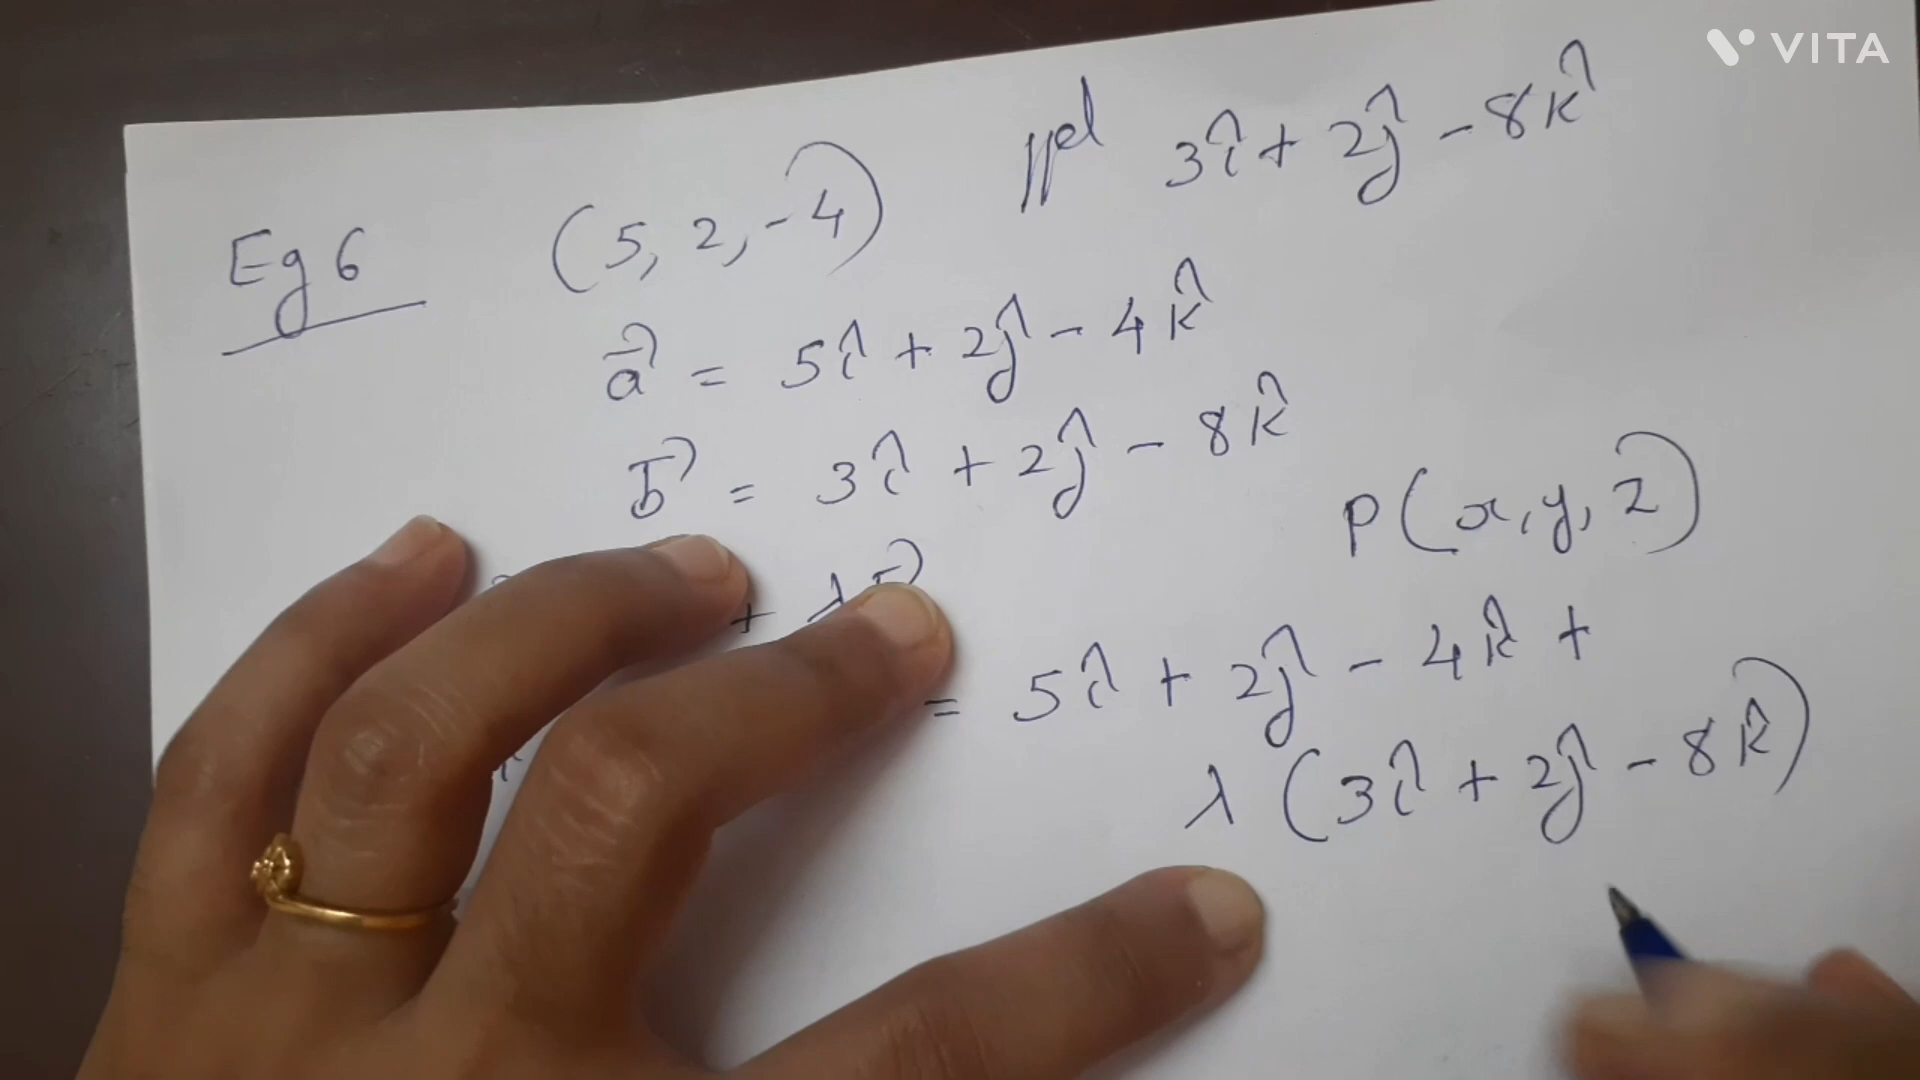 VITA
Eg 6 (5, 2, -4) ||el 3î + 2ĵ - 8k̂
a⃗ = 5î + 2ĵ - 4k̂
b⃗ = 3î + 2ĵ - 8k̂
P(x, y, z)
+ λ
= 5î + 2ĵ - 4k̂ +
λ (3î + 2ĵ - 8k̂)